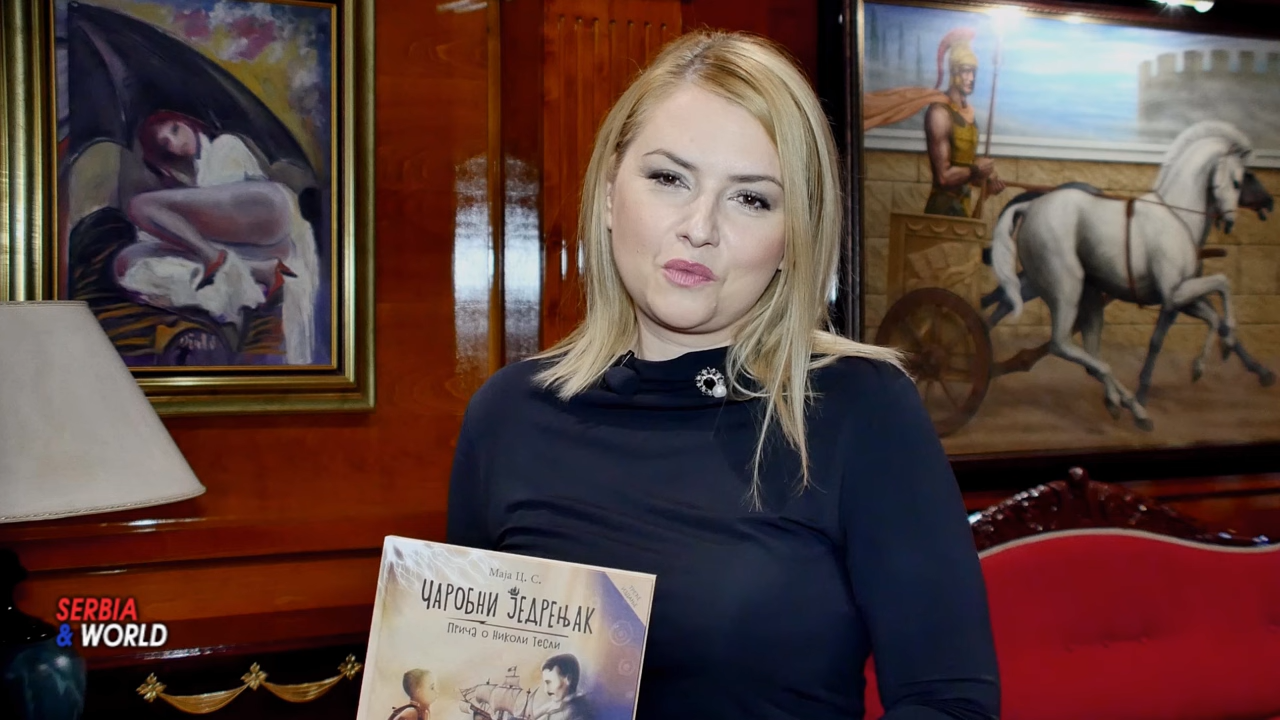 Маја Ц. С.
ЧАРОБНИ ЈЕДРЕЊАК
Прича о Николи Тесли
SERBIA
& WORLD